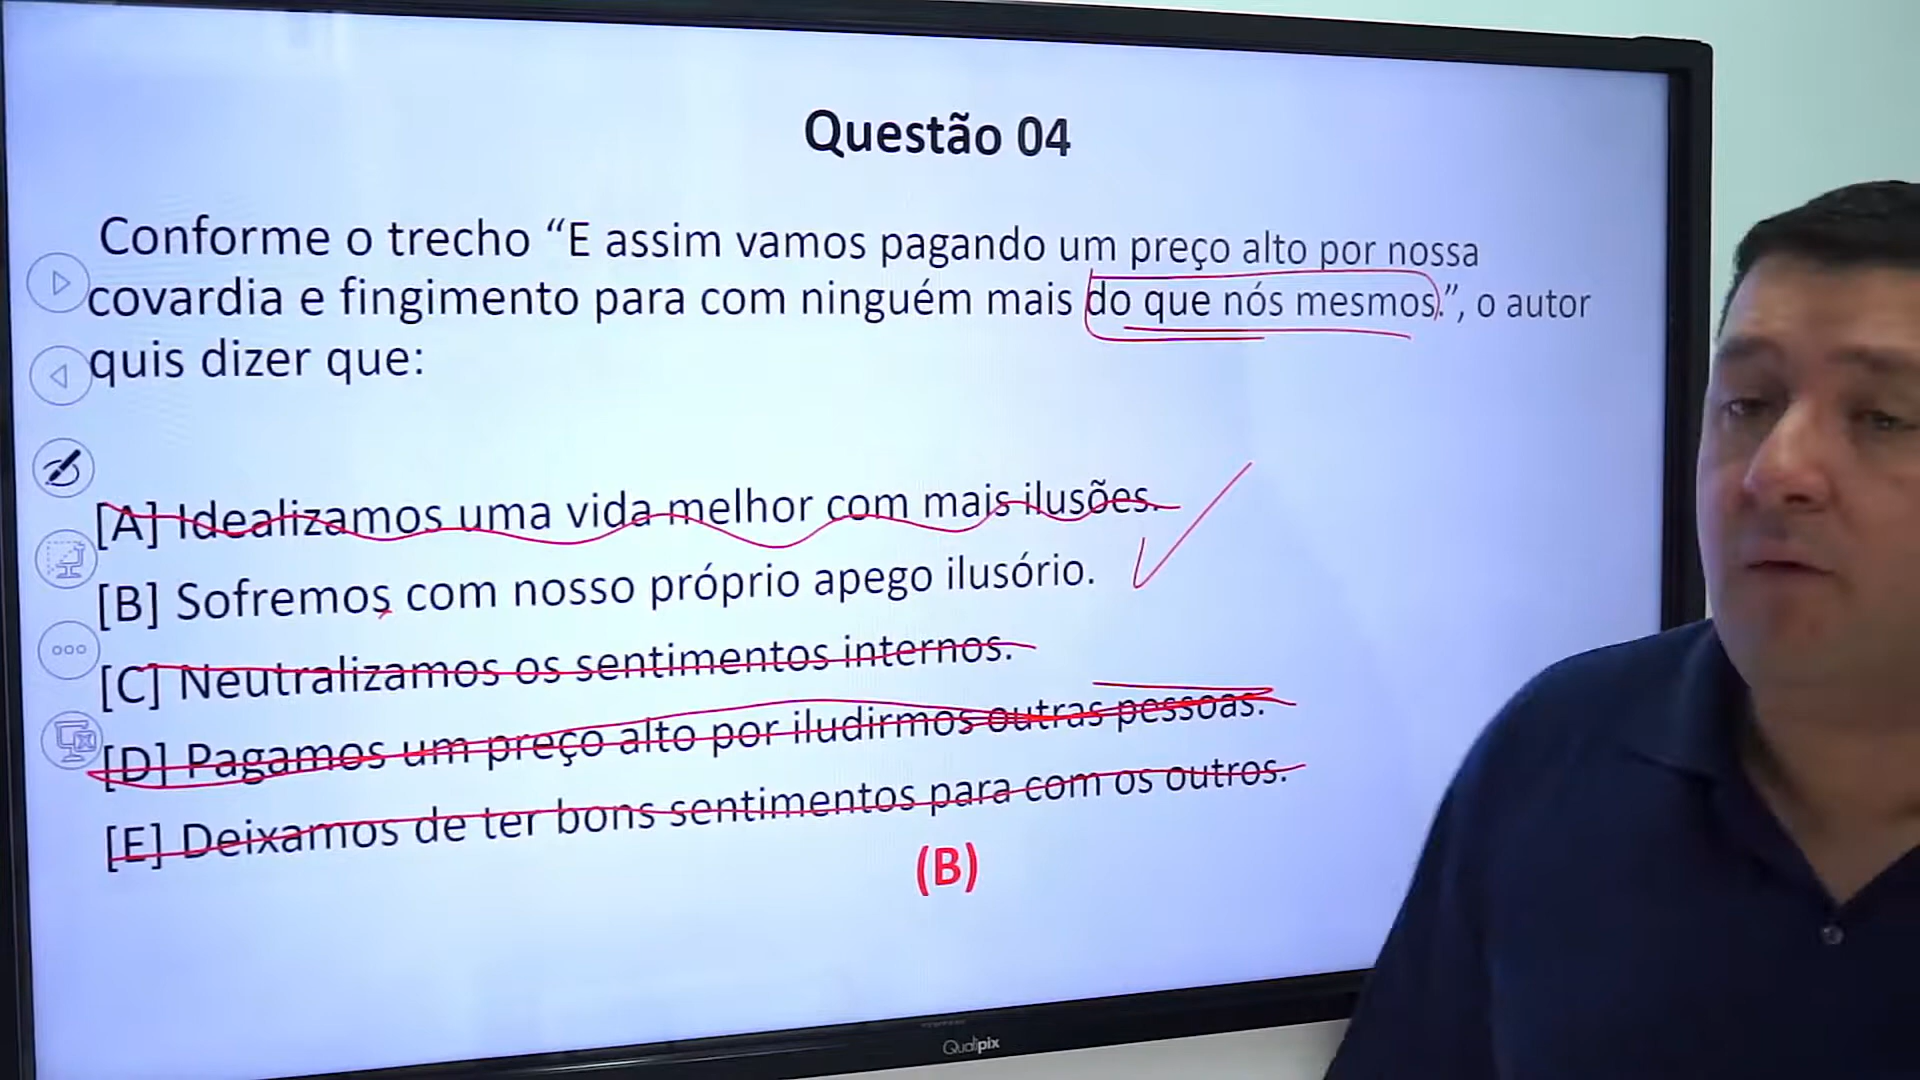 Questão 04
Conforme o trecho “E assim vamos pagando um preço alto por nossa
covardia e fingimento para com ninguém mais do que nós mesmos.”, o autor
quis dizer que:
[A] Idealizamos uma vida melhor com mais ilusões.
[B] Sofremos com nosso próprio apego ilusório.
[C] Neutralizamos os sentimentos internos.
[D] Pagamos um preço alto por iludirmos outras pessoas.
[E] Deixamos de ter bons sentimentos para com os outros.
(B)
Qualipix